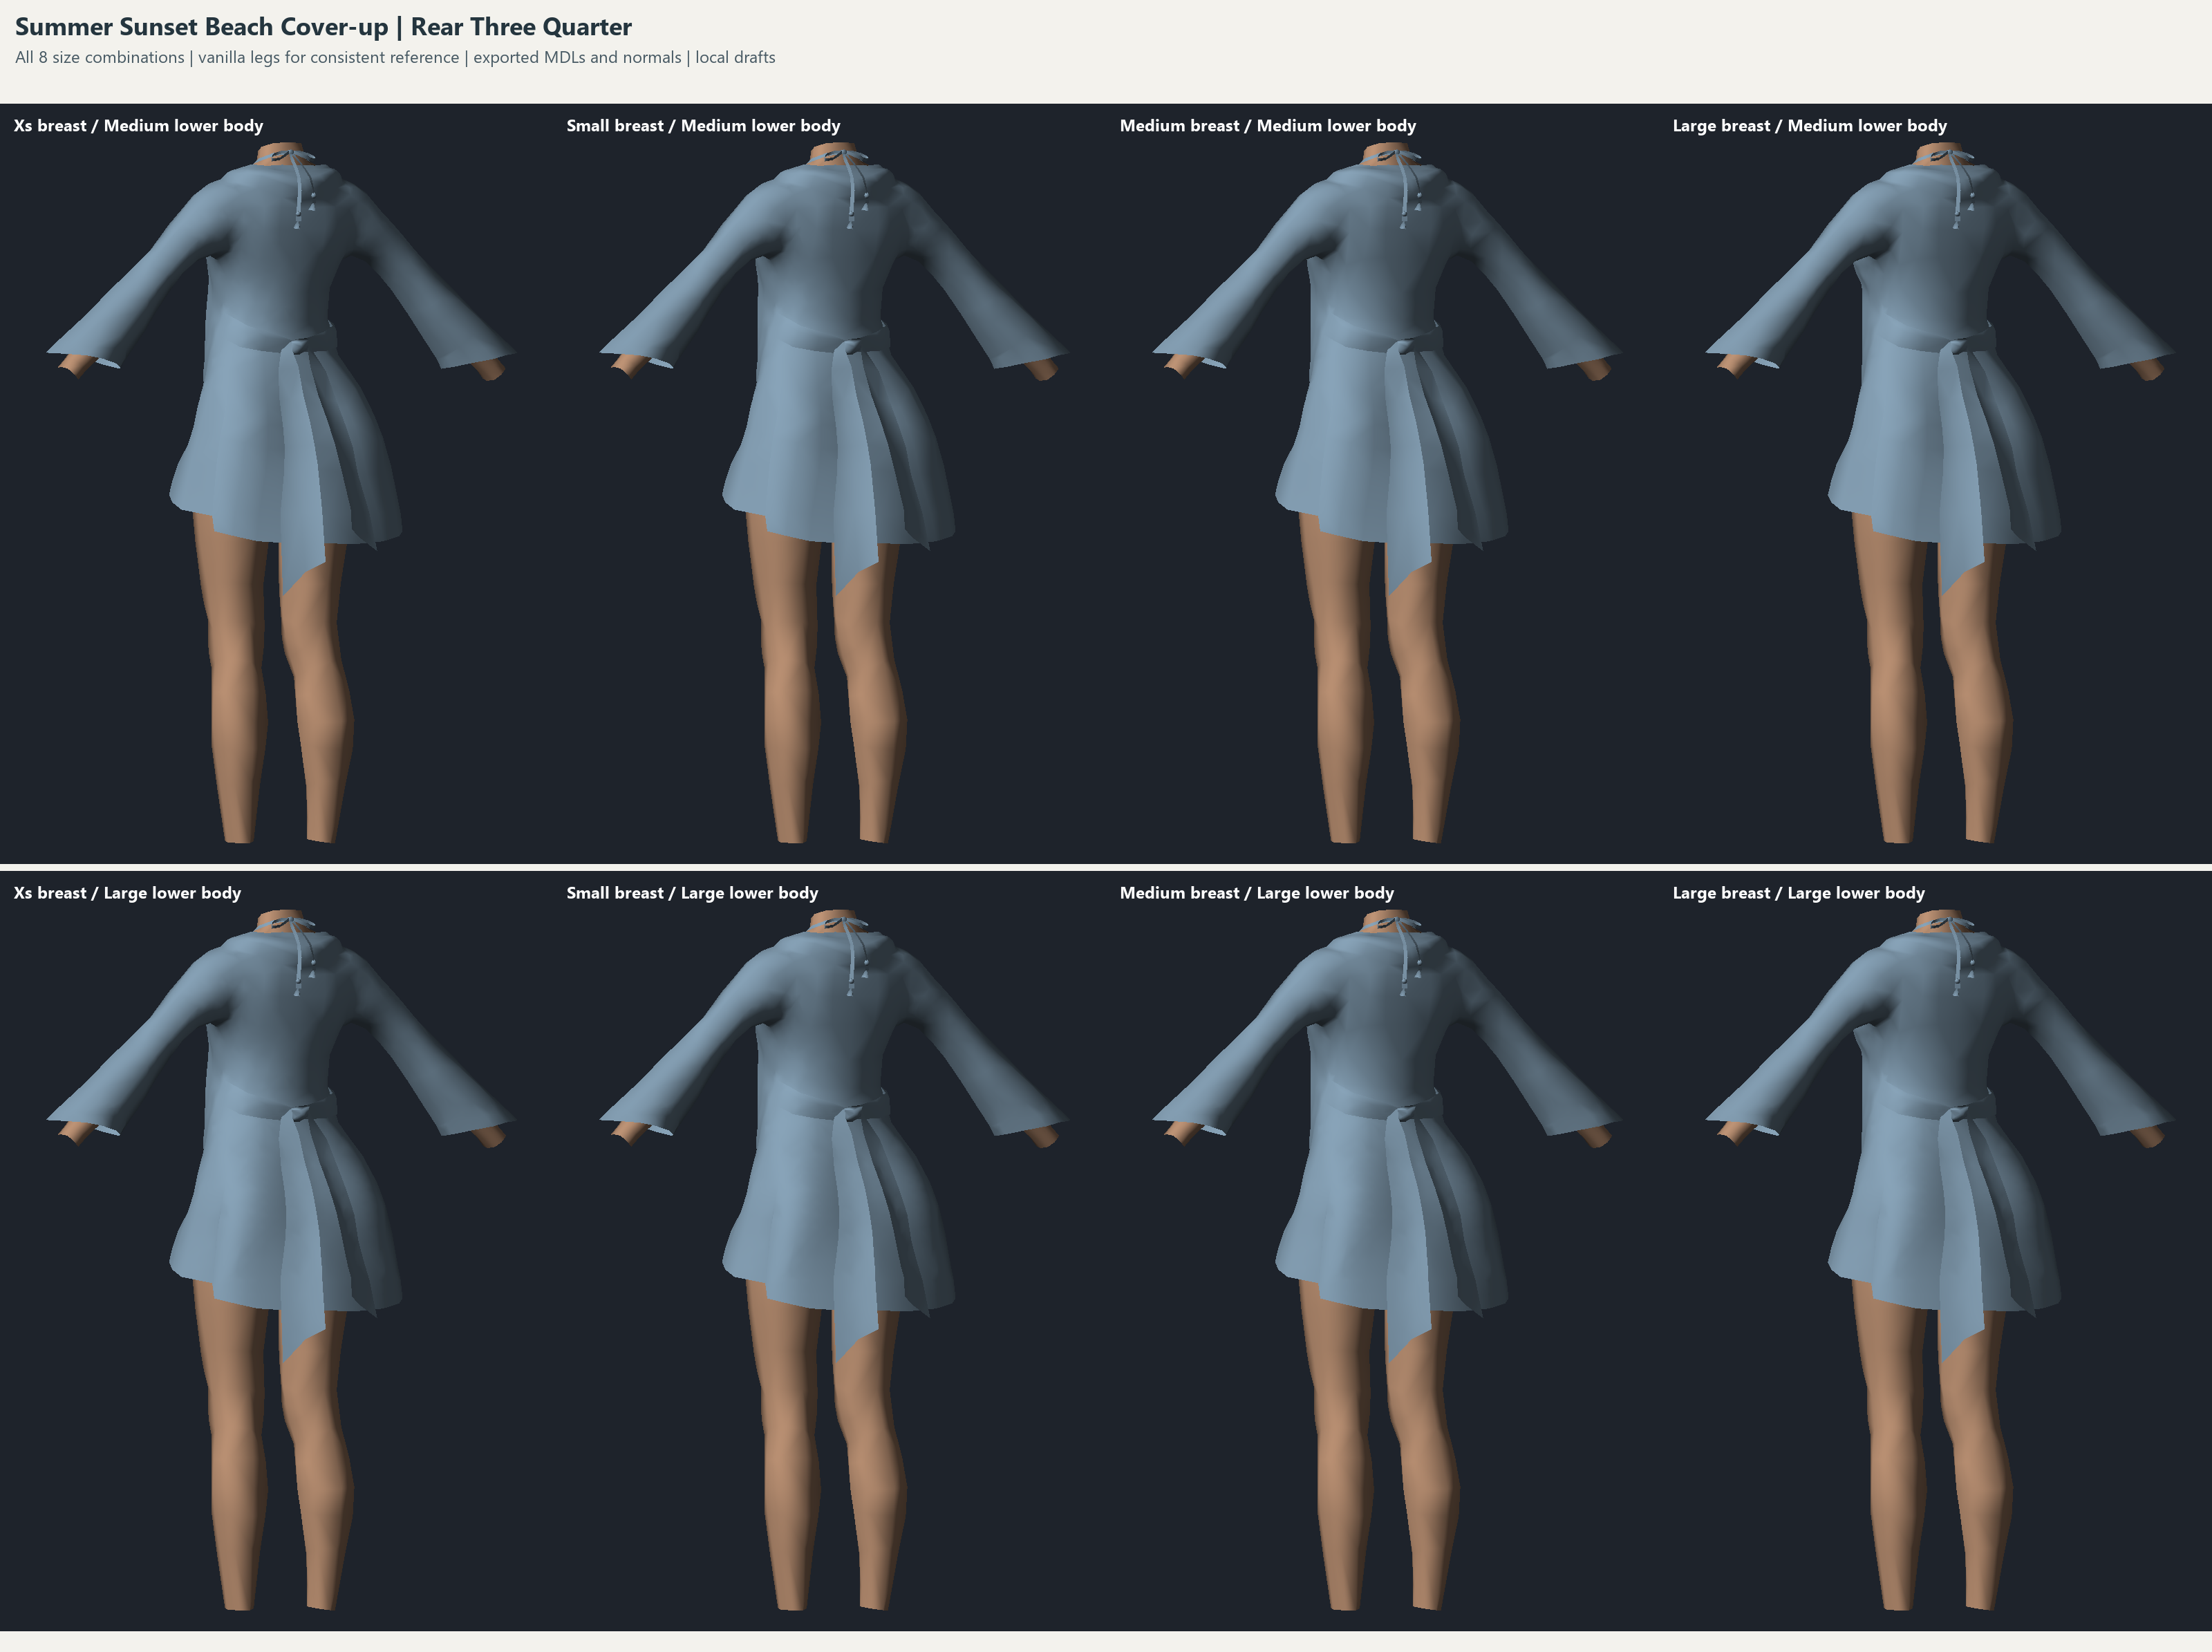 Summer Sunset Beach Cover-up | Rear Three Quarter
All 8 size combinations | vanilla legs for consistent reference | exported MDLs and normals | local drafts
Xs breast / Medium lower body
Small breast / Medium lower body
Medium breast / Medium lower body
Large breast / Medium lower body
Xs breast / Large lower body
Small breast / Large lower body
Medium breast / Large lower body
Large breast / Large lower body